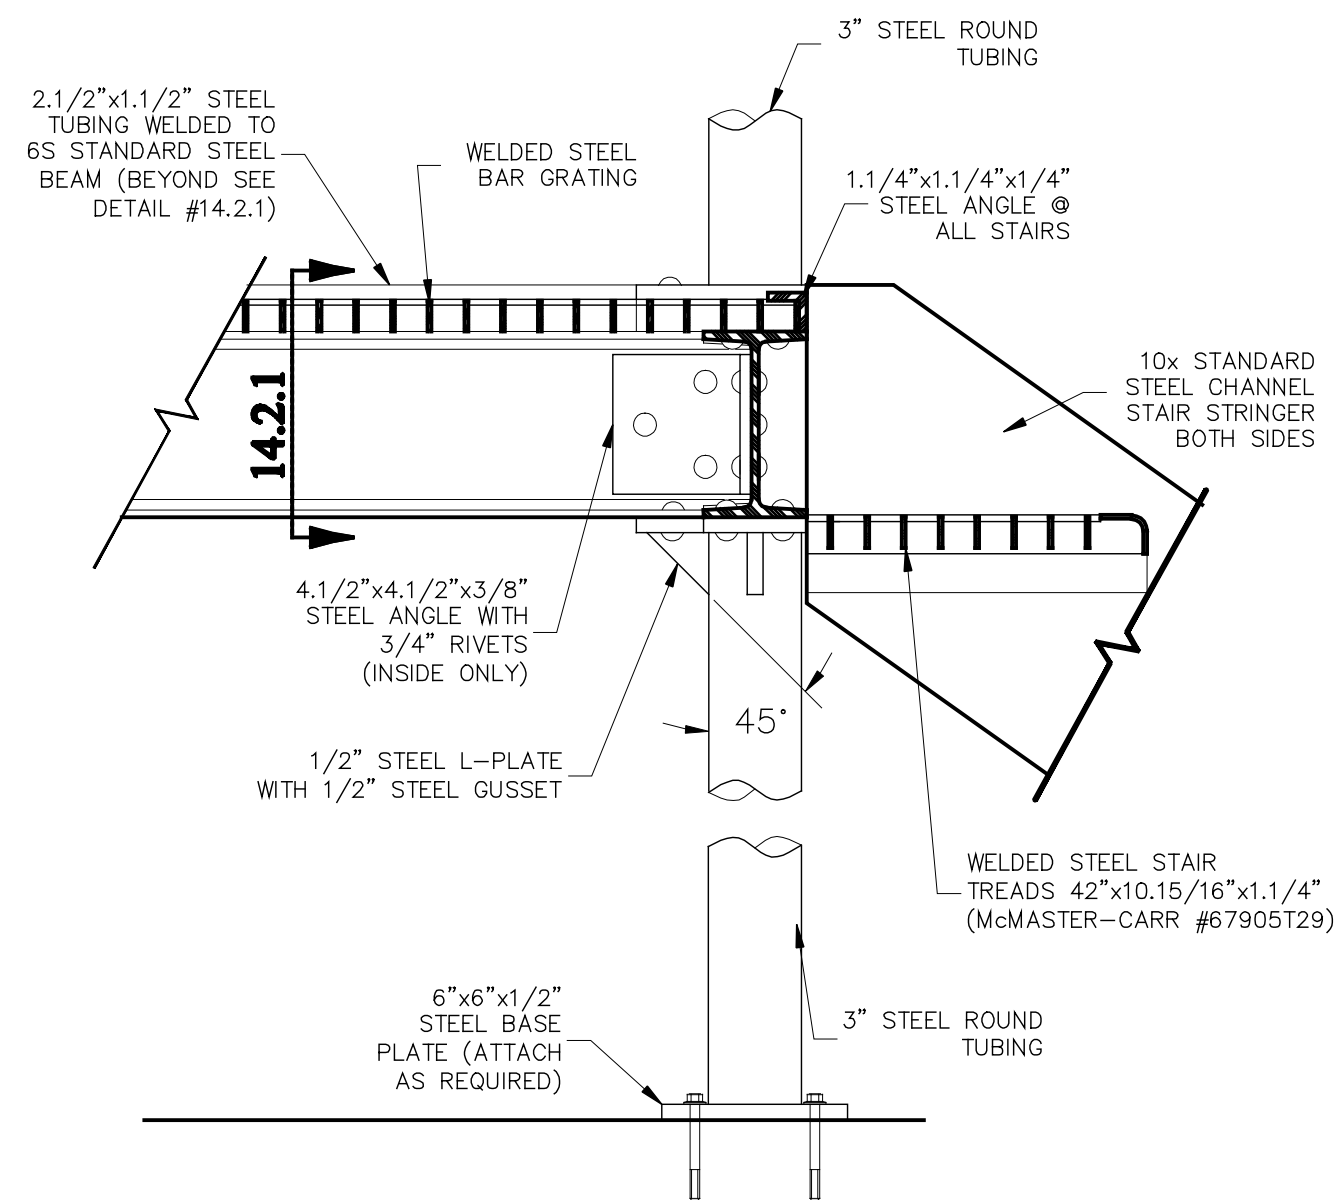 3” STEEL ROUND
TUBING
2.1/2”x1.1/2” STEEL
TUBING WELDED TO
6S STANDARD STEEL
BEAM (BEYOND SEE
DETAIL #14.2.1)
WELDED STEEL
BAR GRATING
1.1/4”x1.1/4”x1/4”
STEEL ANGLE @
ALL STAIRS
10x STANDARD
STEEL CHANNEL
STAIR STRINGER
BOTH SIDES
14.2.1
4.1/2”x4.1/2”x3/8”
STEEL ANGLE WITH
3/4” RIVETS
(INSIDE ONLY)
45°
1/2” STEEL L-PLATE
WITH 1/2” STEEL GUSSET
WELDED STEEL STAIR
TREADS 42”x10.15/16”x1.1/4”
(McMASTER-CARR #67905T29)
6”x6”x1/2”
STEEL BASE
PLATE (ATTACH
AS REQUIRED)
3” STEEL ROUND
TUBING